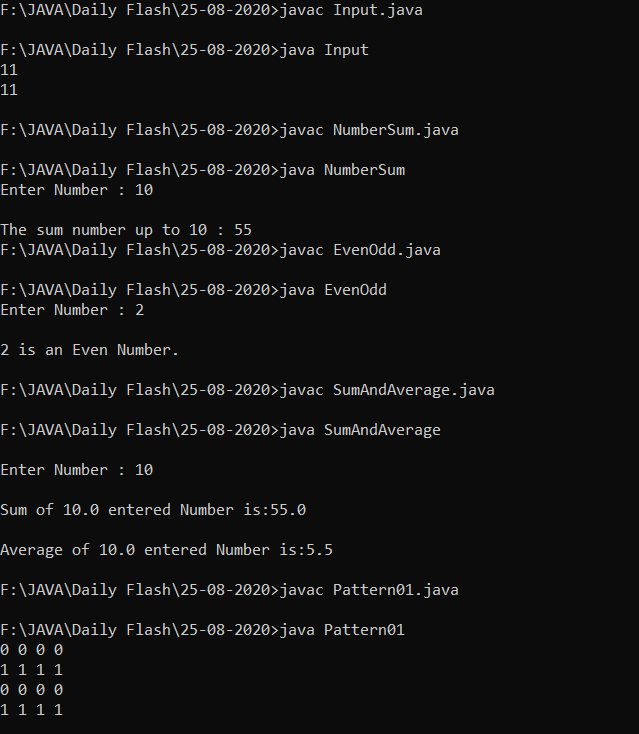 F:\JAVA\Daily Flash\25-08-2020>javac Input.java
F:\JAVA\Daily Flash\25-08-2020>java Input
11
11
F:\JAVA\Daily Flash\25-08-2020>javac NumberSum.java
F:\JAVA\Daily Flash\25-08-2020>java NumberSum
Enter Number : 10
The sum number up to 10 : 55
F:\JAVA\Daily Flash\25-08-2020>javac EvenOdd.java
F:\JAVA\Daily Flash\25-08-2020>java EvenOdd
Enter Number : 2
2 is an Even Number.
F:\JAVA\Daily Flash\25-08-2020>javac SumAndAverage.java
F:\JAVA\Daily Flash\25-08-2020>java SumAndAverage
Enter Number : 10
Sum of 10.0 entered Number is:55.0
Average of 10.0 entered Number is:5.5
F:\JAVA\Daily Flash\25-08-2020>javac Pattern01.java
F:\JAVA\Daily Flash\25-08-2020>java Pattern01
0 0 0 0
1 1 1 1
0 0 0 0
1 1 1 1